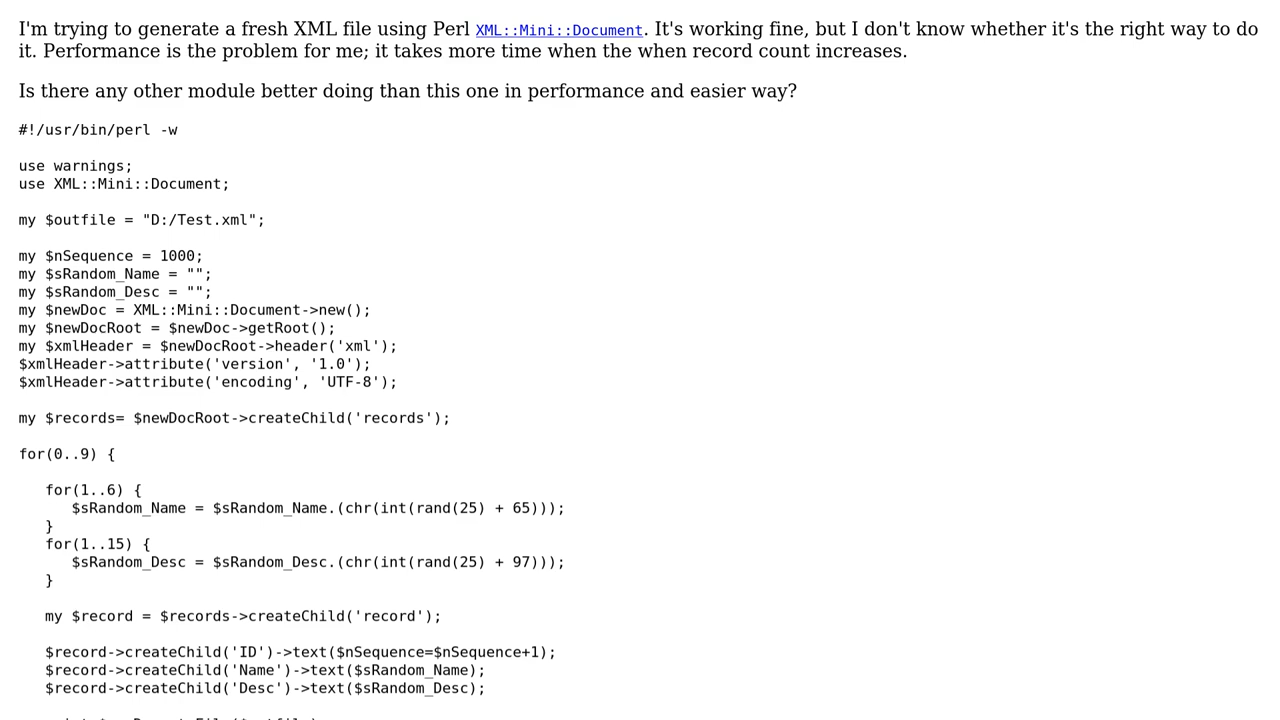 I'm trying to generate a fresh XML file using Perl XML::Mini::Document. It's working fine, but I don't know whether it's the right way to do
it. Performance is the problem for me; it takes more time when the when record count increases.
Is there any other module better doing than this one in performance and easier way?
#!/usr/bin/perl -w
use warnings;
use XML::Mini::Document;
my $outfile = "D:/Test.xml";
my $nSequence = 1000;
my $sRandom_Name = "";
my $sRandom_Desc = "";
my $newDoc = XML::Mini::Document->new();
my $newDocRoot = $newDoc->getRoot();
my $xmlHeader = $newDocRoot->header('xml');
$xmlHeader->attribute('version', '1.0');
$xmlHeader->attribute('encoding', 'UTF-8');
my $records= $newDocRoot->createChild('records');
for(0..9) {
   for(1..6) {
      $sRandom_Name = $sRandom_Name.(chr(int(rand(25) + 65)));
   }
   for(1..15) {
      $sRandom_Desc = $sRandom_Desc.(chr(int(rand(25) + 97)));
   }
   my $record = $records->createChild('record');
   $record->createChild('ID')->text($nSequence=$nSequence+1);
   $record->createChild('Name')->text($sRandom_Name);
   $record->createChild('Desc')->text($sRandom_Desc);